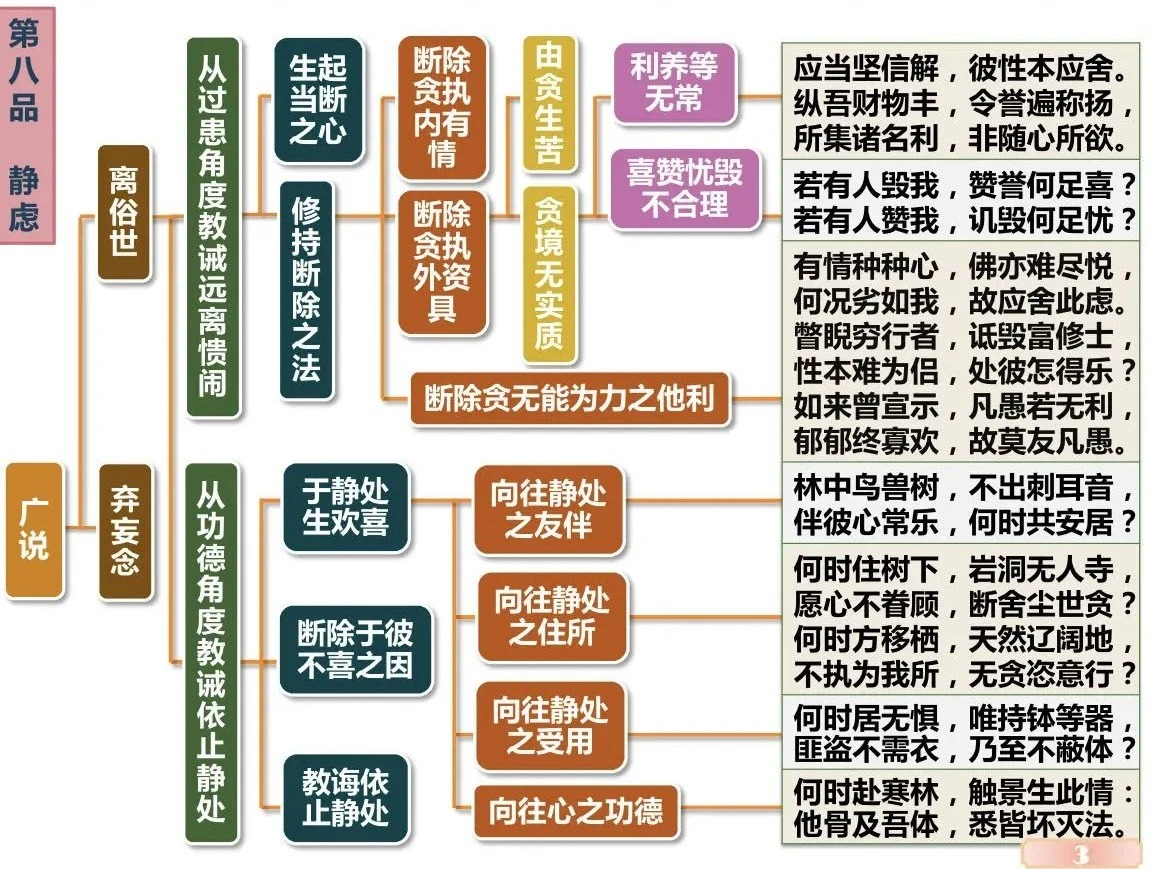 第八品 静虑
广说
离俗世
弃妄念
从过患角度教诫远离愦闹
从功德角度教诫依止静处
生起
当断
之心
修持断除之法
断除
贪执
内有
情
断除
贪执
外资
具
由贪生苦
贪境无实质
利养等
无常
喜赞忧毁
不合理
断除贪无能为力之他利
于静处
生欢喜
断除于彼
不喜之因
教诲依
止静处
向往静处
之友伴
向往静处
之住所
向往静处
之受用
向往心之功德
应当坚信解，彼性本应舍。
纵吾财物丰，令誉遍称扬，
所集诸名利，非随心所欲。
若有人毁我，赞誉何足喜？
若有人赞我，讥毁何足忧？
有情种种心，佛亦难尽悦，
何况劣如我，故应舍此虑。
瞥睨穷行者，诋毁富修士，
性本难为侣，处彼怎得乐？
如来曾宣示，凡愚若无利，
郁郁终寡欢，故莫友凡愚。
林中鸟兽树，不出刺耳音，
伴彼心常乐，何时共安居？
何时住树下，岩洞无人寺，
愿心不眷顾，断舍尘世贪？
何时方移栖，天然辽阔地，
不执为我所，无贪恣意行？
何时居无惧，唯持钵等器，
匪盗不需衣，乃至不蔽体？
何时赴寒林，触景生此情：
他骨及吾体，悉皆坏灭法。
3